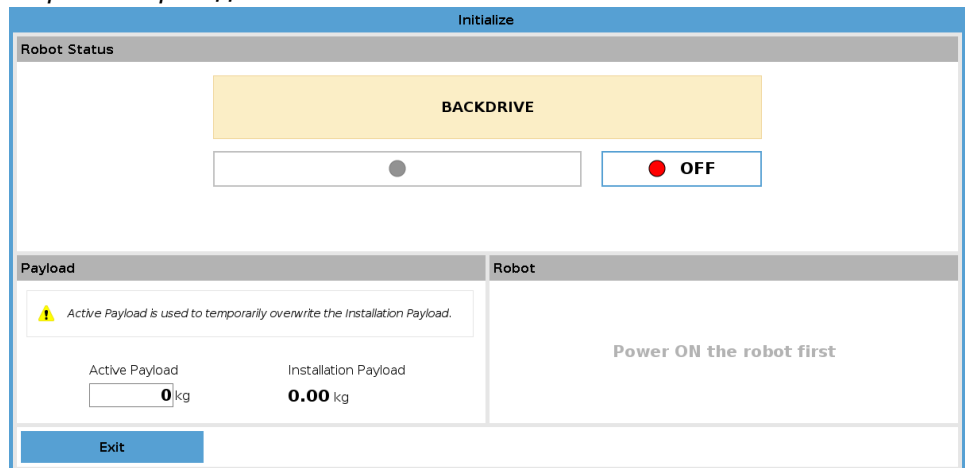 Initialize
Robot Status
BACKDRIVE
OFF
Payload
Robot
Active Payload is used to temporarily overwrite the Installation Payload.
Power ON the robot first
Active Payload
Installation Payload
0 kg
0.00 kg
Exit